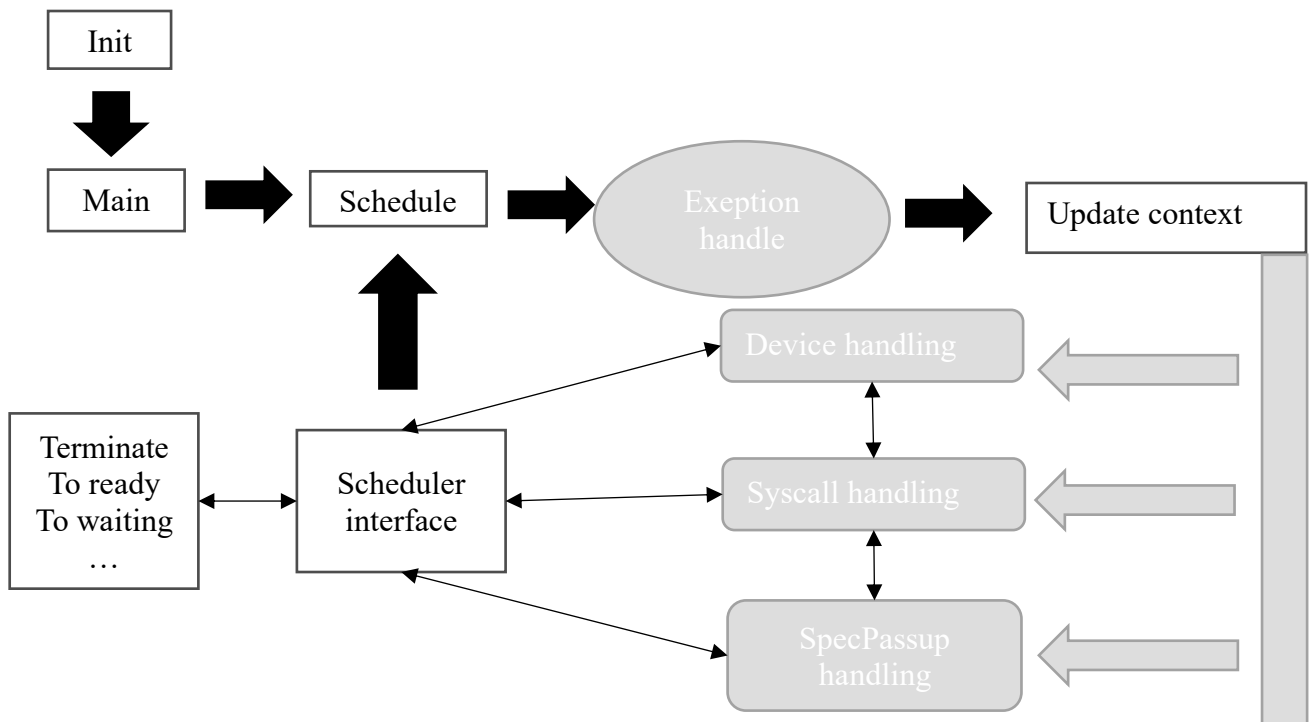 Init
Main
Schedule
Exeption
handle
Update context
Device handling
Terminate
To ready
To waiting
…
Scheduler
interface
Syscall handling
SpecPassup
handling